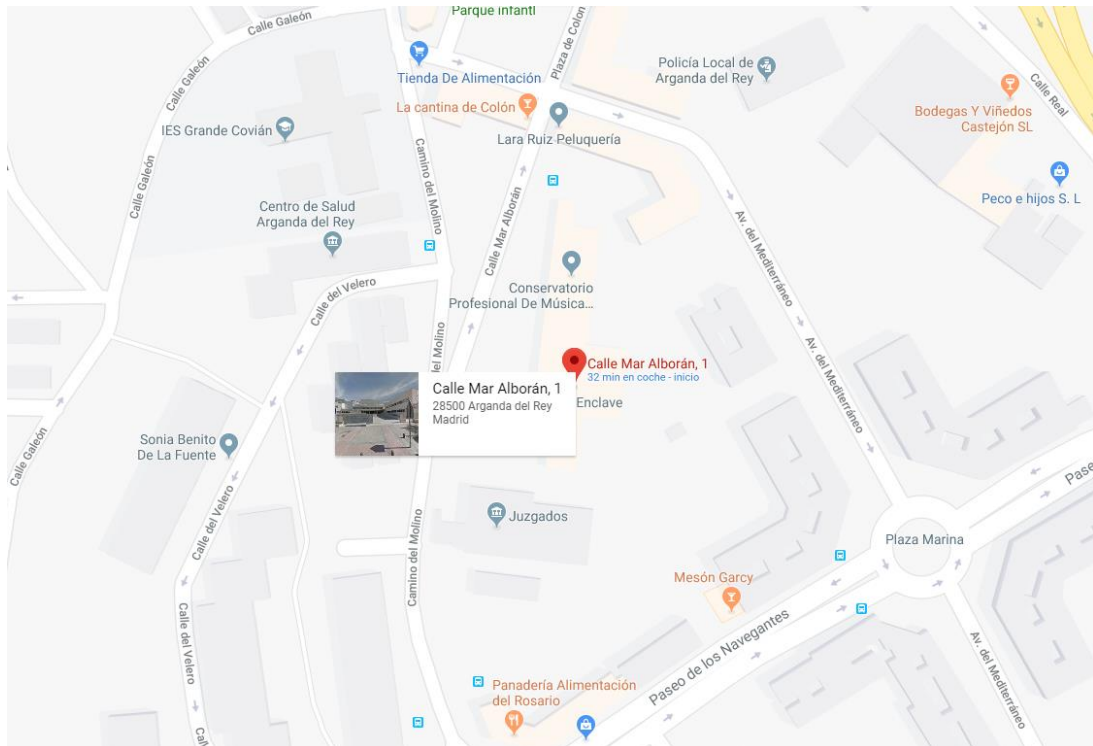 Parque infantl
Calle Galeón
Plaza de Colón
Tienda De Alimentación
Policía Local de
Arganda del Rey
Calle Real
Calle Galeón
La cantina de Colón
Bodegas Y Viñedos
Castejón SL
IES Grande Covián
Lara Ruiz Peluquería
Camino del Molino
Calle Galeón
Peco e hijos S. L
Centro de Salud
Arganda del Rey
Calle Mar Alborán
Av. del Mediterráneo
Calle del Velero
Conservatorio
Profesional De Música...
del Molino
Av. del Mediterráneo
Calle Mar Alborán, 1
32 min en coche - inicio
Calle Mar Alborán, 1
28500 Arganda del Rey
Madrid
Enclave
Calle Galeón
Sonia Benito
De La Fuente
Paseo
Calle del Velero
Juzgados
Plaza Marina
Camino del Molino
Mesón Garcy
Calle del Velero
Paseo de los Navegantes
Av. del Mediterráneo
Panadería Alimentación
del Rosario